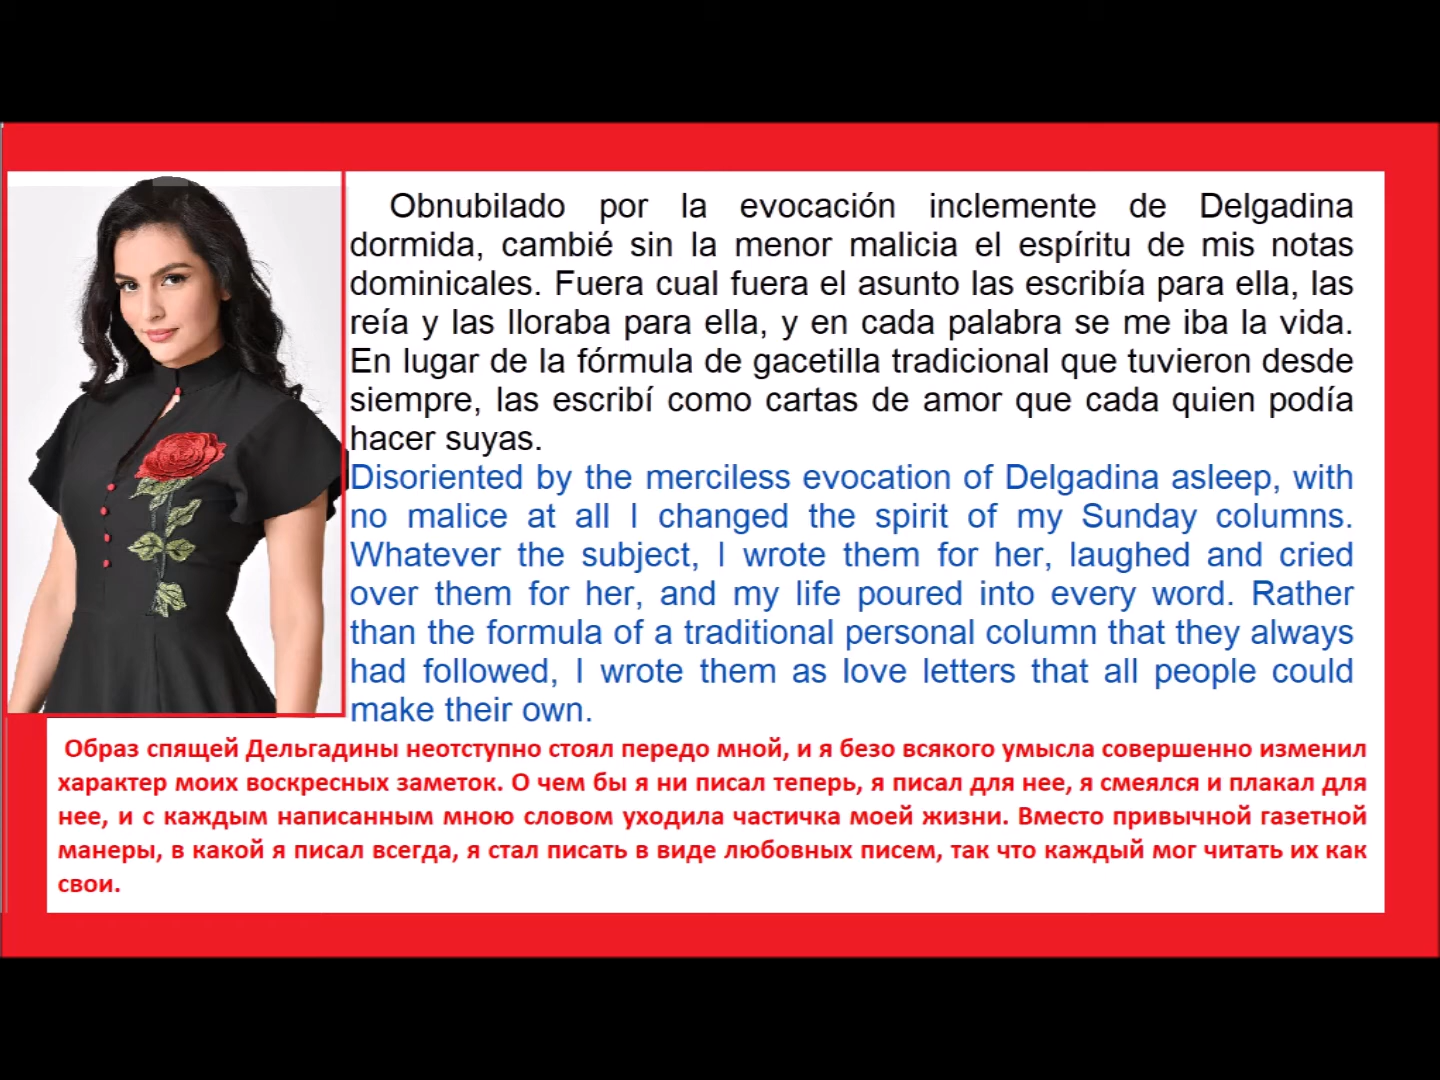 Obnubilado por la evocación inclemente de Delgadina
dormida, cambié sin la menor malicia el espíritu de mis notas
dominicales. Fuera cual fuera el asunto las escribía para ella, las
reía y las lloraba para ella, y en cada palabra se me iba la vida.
En lugar de la fórmula de gacetilla tradicional que tuvieron desde
siempre, las escribí como cartas de amor que cada quien podía
hacer suyas.
Disoriented by the merciless evocation of Delgadina asleep, with
no malice at all I changed the spirit of my Sunday columns.
Whatever the subject, I wrote them for her, laughed and cried
over them for her, and my life poured into every word. Rather
than the formula of a traditional personal column that they always
had followed, I wrote them as love letters that all people could
make their own.
Образ спящей Дельгадины неотступно стоял передо мной, и я безо всякого умысла совершенно изменил
характер моих воскресных заметок. О чем бы я ни писал теперь, я писал для нее, я смеялся и плакал для
нее, и с каждым написанным мною словом уходила частичка моей жизни. Вместо привычной газетной
манеры, в какой я писал всегда, я стал писать в виде любовных писем, так что каждый мог читать их как
свои.